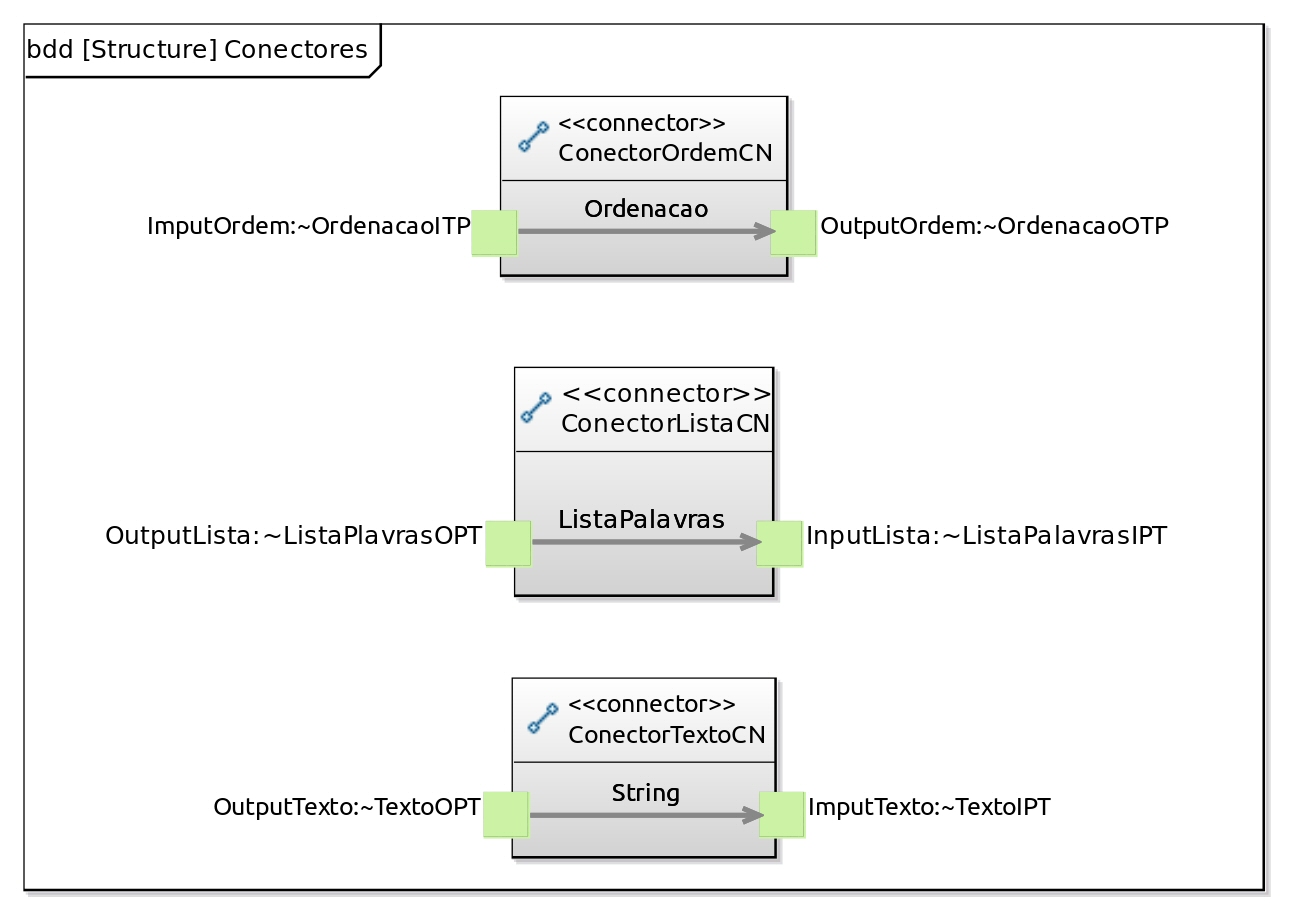 bdd [Structure] Conectores
<<connector>>
ConectorOrdemCN
Ordenacao
ImputOrdem:~OrdenacaoITP
OutputOrdem:~OrdenacaoOTP
<<connector>>
ConectorListaCN
ListaPalavras
OutputLista:~ListaPlavrasOPT
InputLista:~ListaPalavrasIPT
<<connector>>
ConectorTextoCN
String
OutputTexto:~TextoOPT
ImputTexto:~TextoIPT